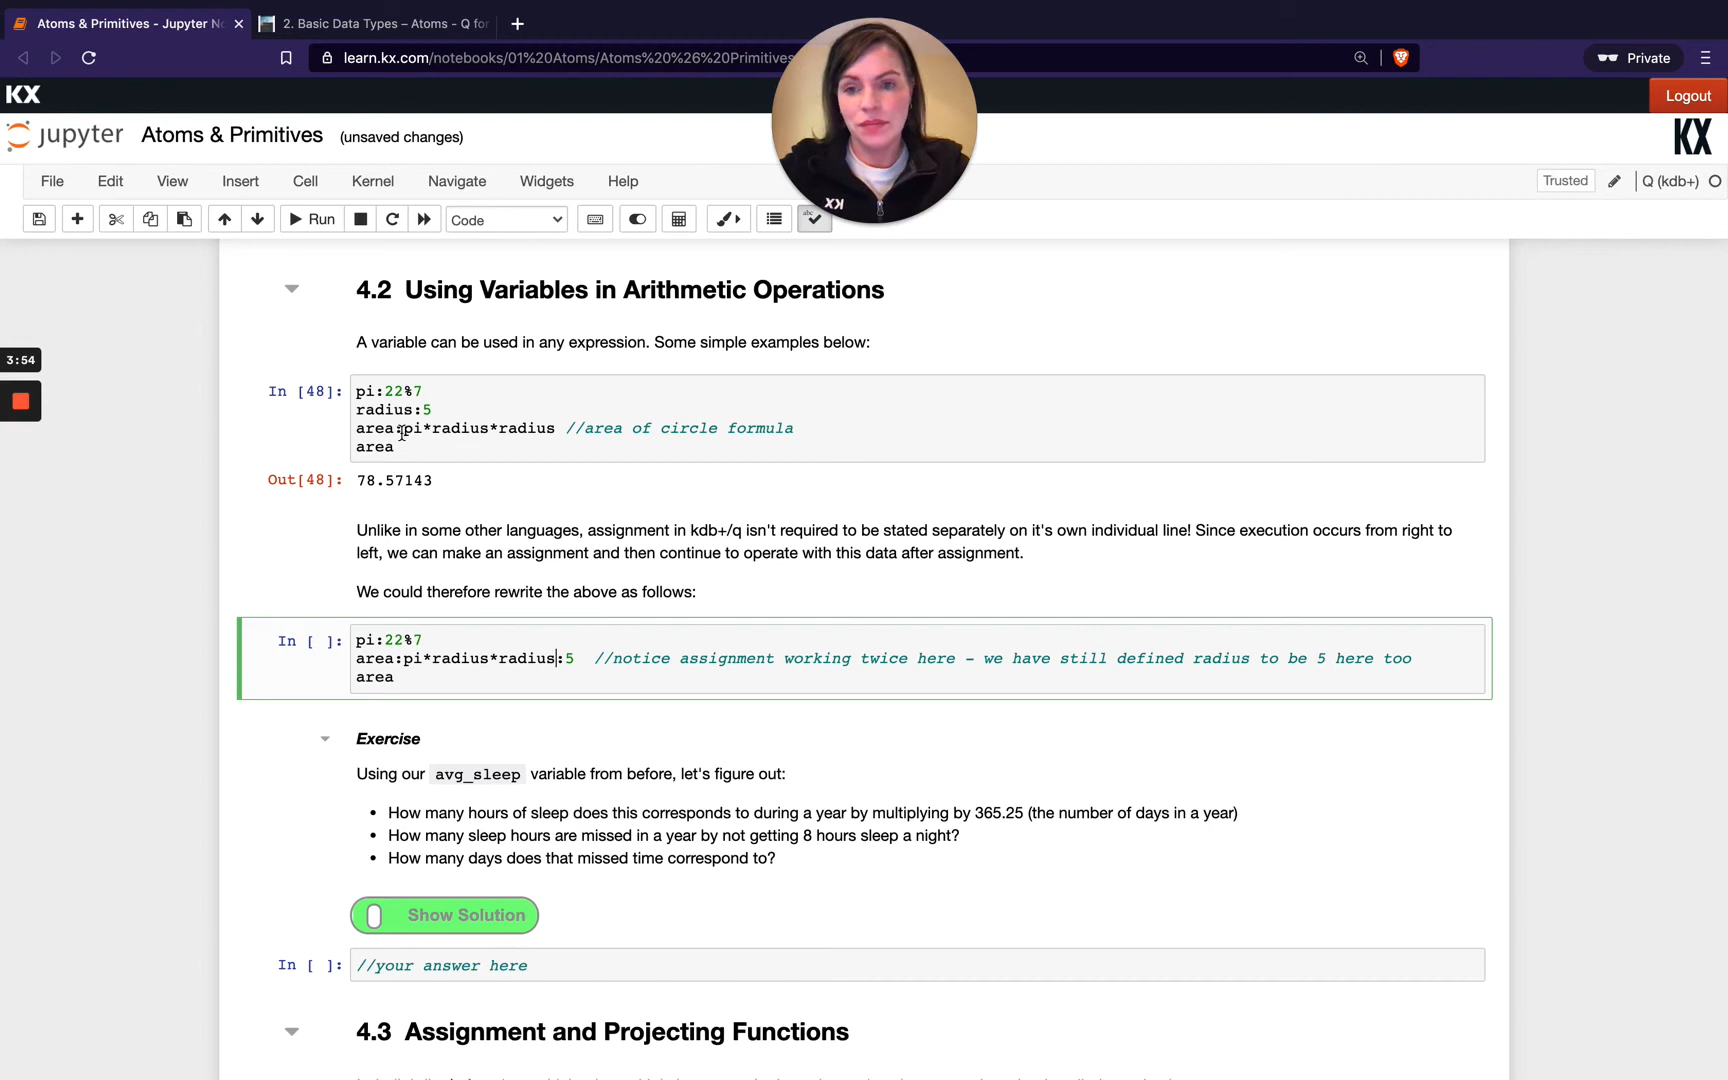 Atoms & Primitives - Jupyter No
2. Basic Data Types – Atoms - Q for
learn.kx.com/notebooks/01%20Atoms/Atoms%20%26%20Primitives
Private
KX
Logout
jupyter Atoms & Primitives (unsaved changes)
KX
File Edit View Insert Cell Kernel Navigate Widgets Help
Trusted
Q (kdb+)
Run
Code
abc
KX
3:54
4.2 Using Variables in Arithmetic Operations
A variable can be used in any expression. Some simple examples below:
In [48]: pi:22%7
radius:5
area:pi*radius*radius //area of circle formula
area
Out[48]: 78.57143
Unlike in some other languages, assignment in kdb+/q isn't required to be stated separately on it's own individual line! Since execution occurs from right to
left, we can make an assignment and then continue to operate with this data after assignment.
We could therefore rewrite the above as follows:
In [ ]: pi:22%7
area:pi*radius*radius:5 //notice assignment working twice here - we have still defined radius to be 5 here too
area
Exercise
Using our avg_sleep variable from before, let's figure out:
• How many hours of sleep does this corresponds to during a year by multiplying by 365.25 (the number of days in a year)
• How many sleep hours are missed in a year by not getting 8 hours sleep a night?
• How many days does that missed time correspond to?
Show Solution
In [ ]: //your answer here
4.3 Assignment and Projecting Functions